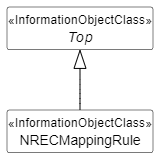 «InformationObjectClass»
Top
«InformationObjectClass»
NRECMappingRule